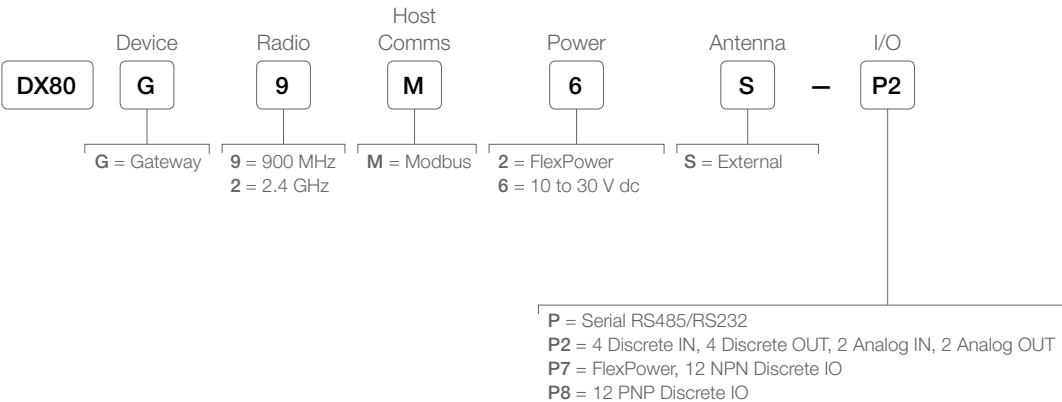 Host
Device Radio Comms Power Antenna I/O
DX80 G 9 M 6 S – P2
G = Gateway 9 = 900 MHz M = Modbus 2 = FlexPower S = External
2 = 2.4 GHz 6 = 10 to 30 V dc
P = Serial RS485/RS232
P2 = 4 Discrete IN, 4 Discrete OUT, 2 Analog IN, 2 Analog OUT
P7 = FlexPower, 12 NPN Discrete IO
P8 = 12 PNP Discrete IO